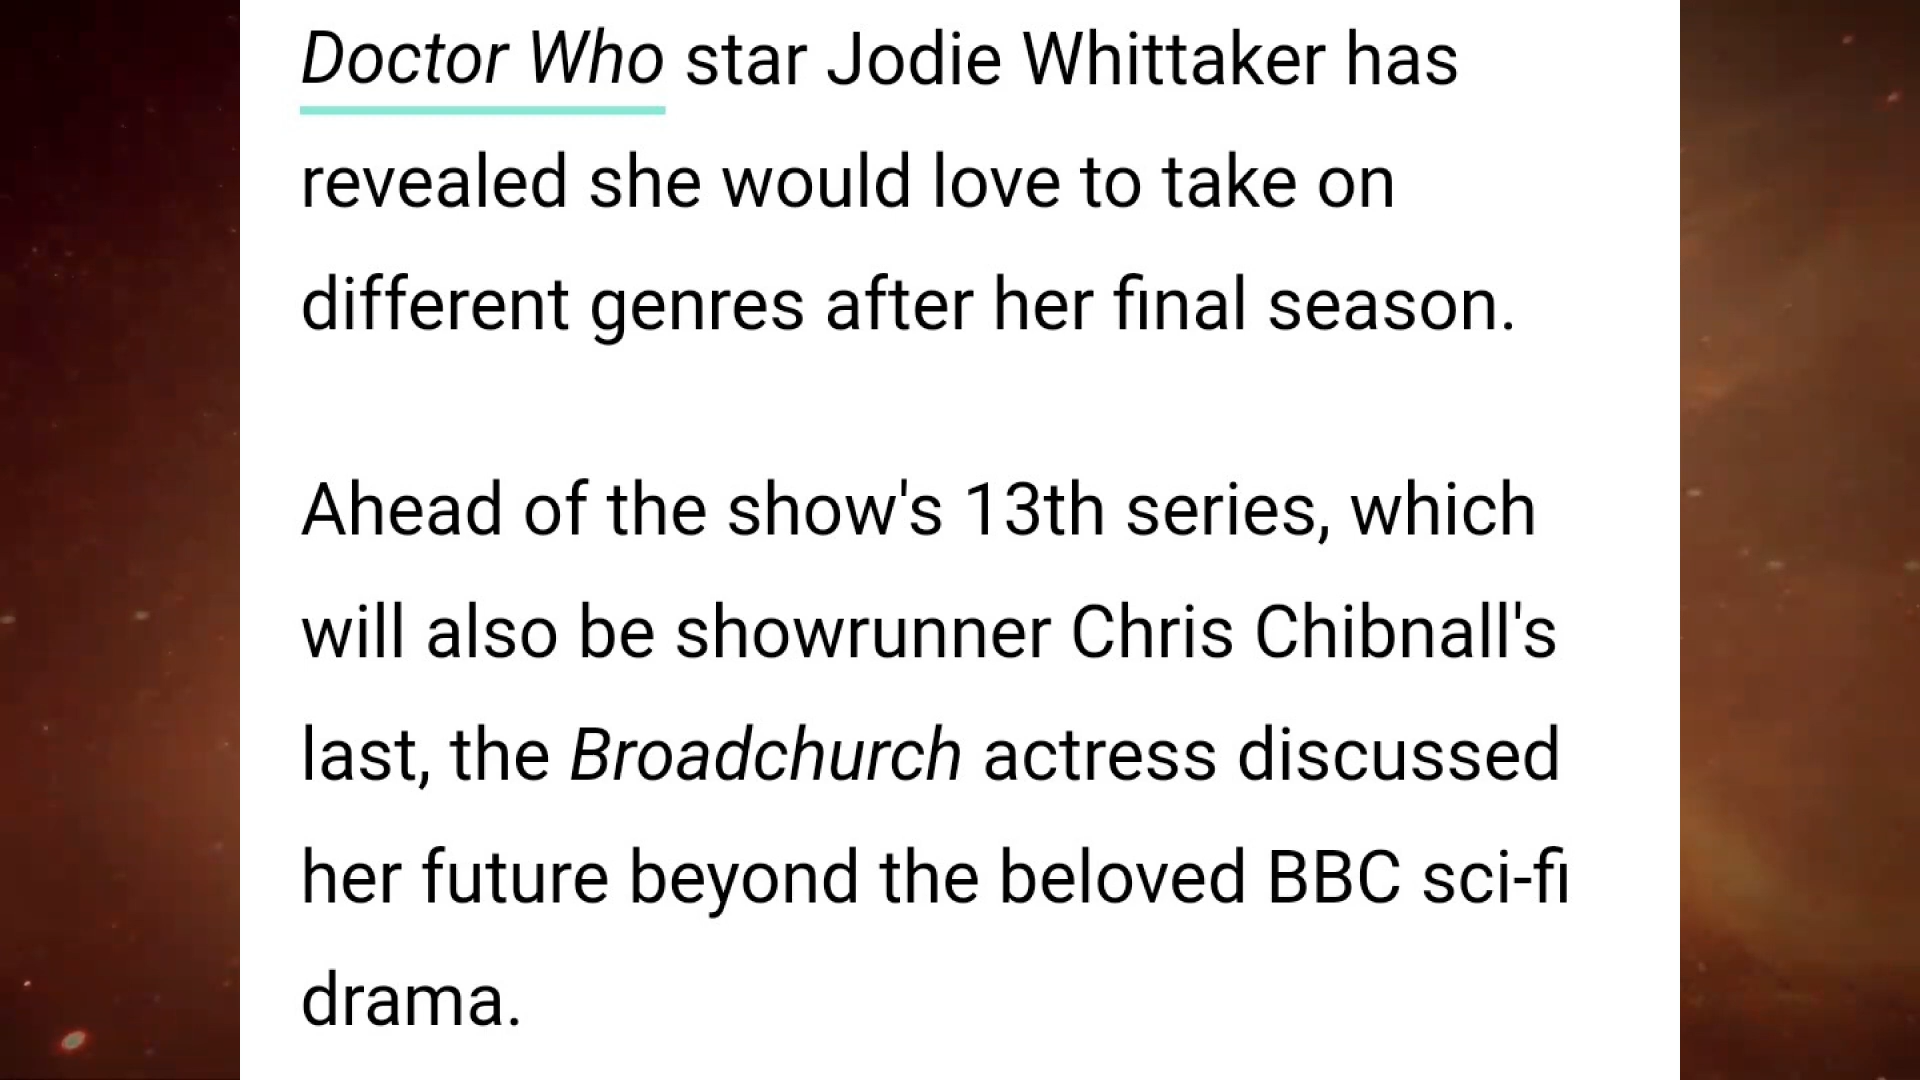 Doctor Who star Jodie Whittaker has
revealed she would love to take on
different genres after her final season.
Ahead of the show's 13th series, which
will also be showrunner Chris Chibnall's
last, the Broadchurch actress discussed
her future beyond the beloved BBC sci-fi
drama.